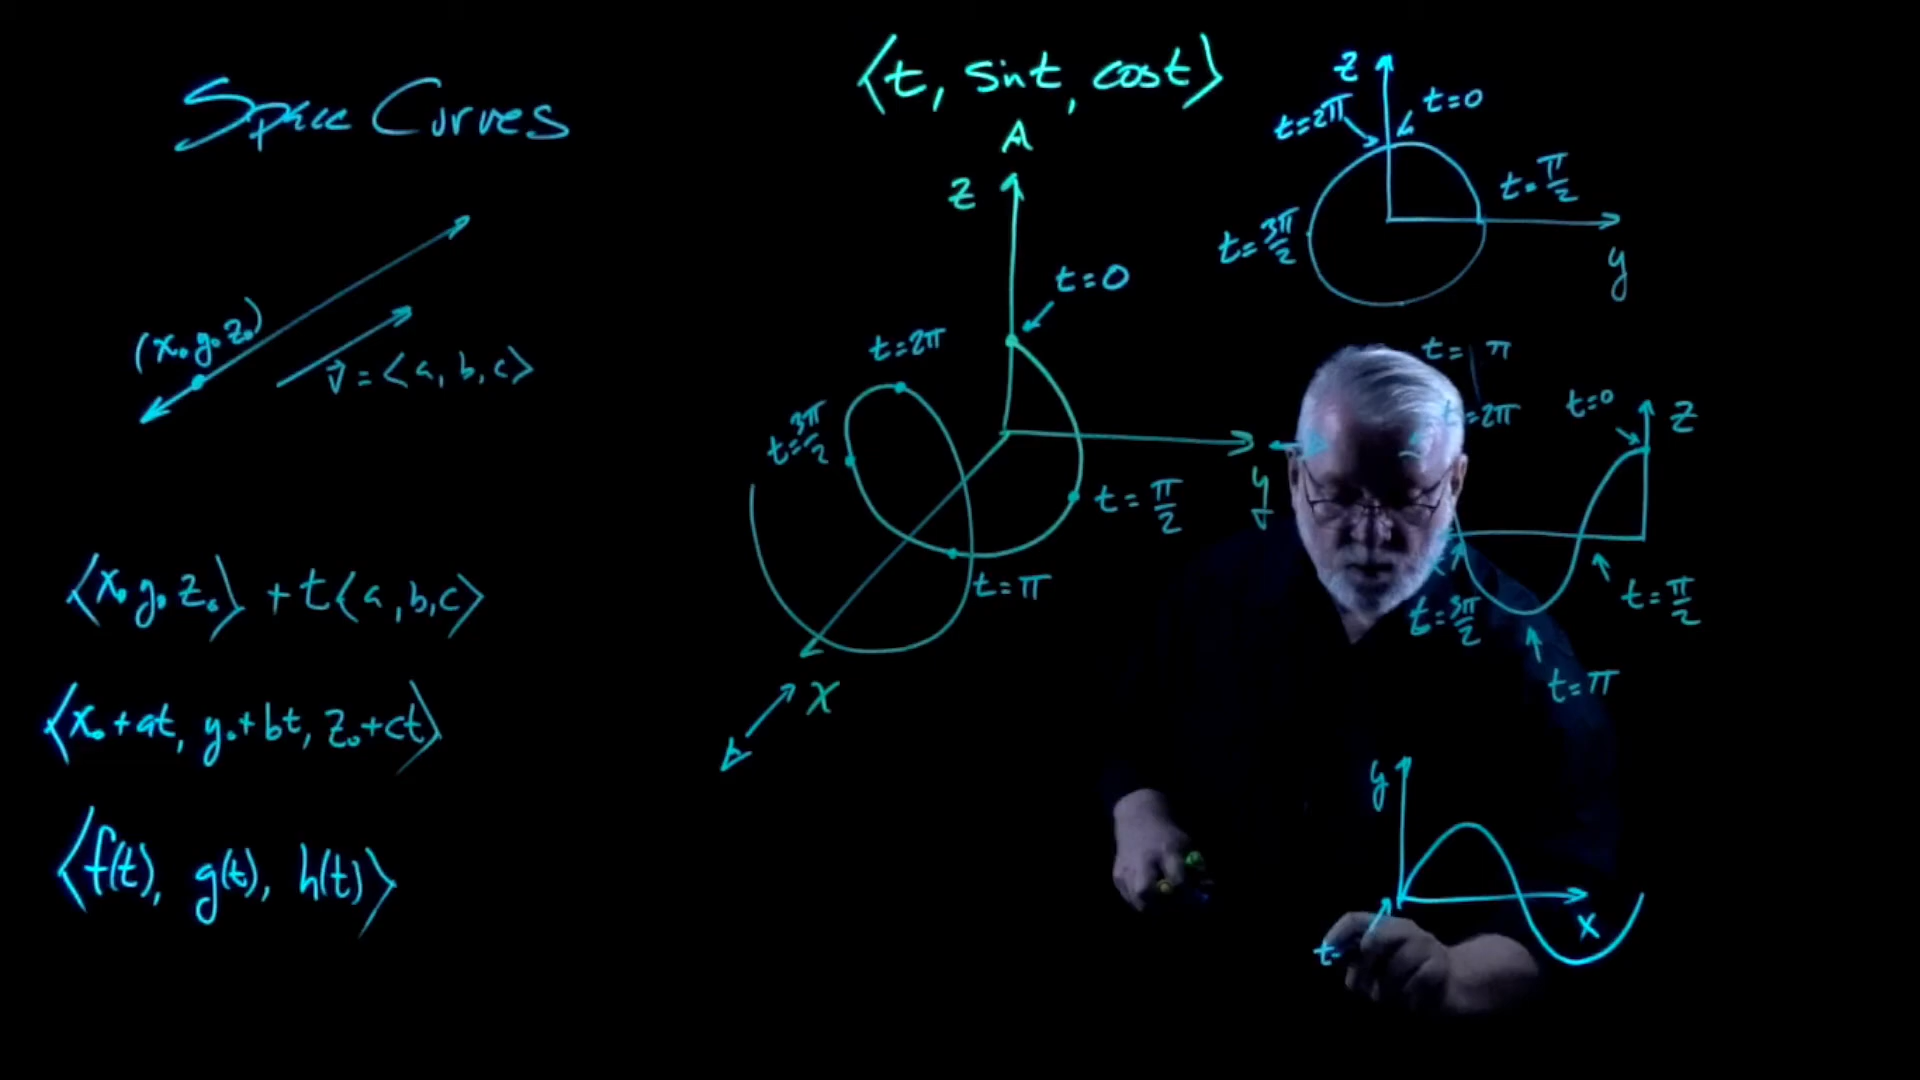 Space Curves
(x₀ y₀ z₀)
v⃗ = <a, b, c>
⟨x₀ y₀ z₀⟩ + t⟨a, b, c⟩
⟨x₀ + at, y₀ + bt, z₀ + ct⟩
⟨f(t), g(t), h(t)⟩
⟨t, sin t, cos t⟩
z
t = 0
t = 2π
t = 3π/2
t = π/2
t = π
y
x
z
t = 2π
t = 0
t = π/2
t = 3π/2
y
t = π
t = 2π
t = 0
z
t = π/2
t = 3π/2
t = π
y
x
t =